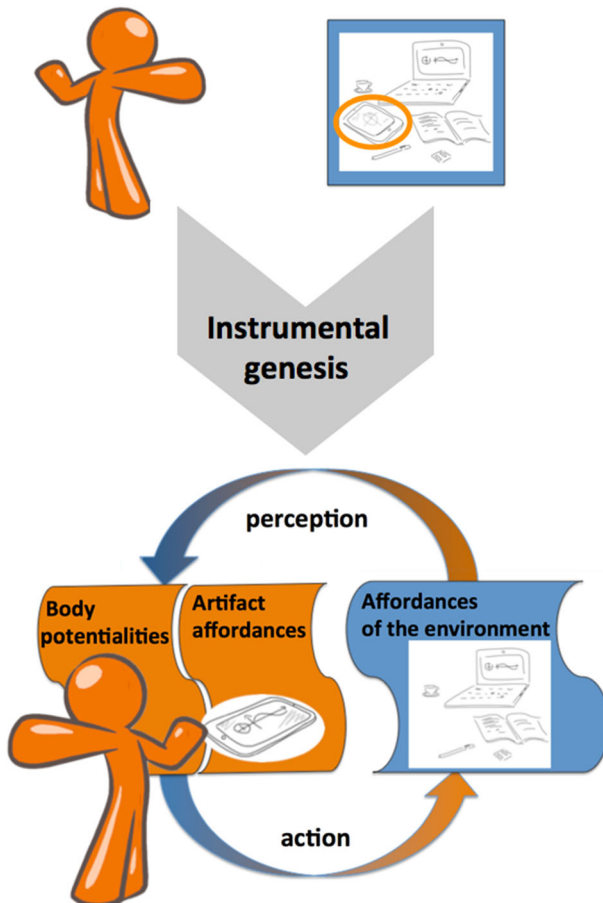 Instrumental
genesis
perception
Body
potentialities
Artifact
affordances
Affordances
of the environment
action